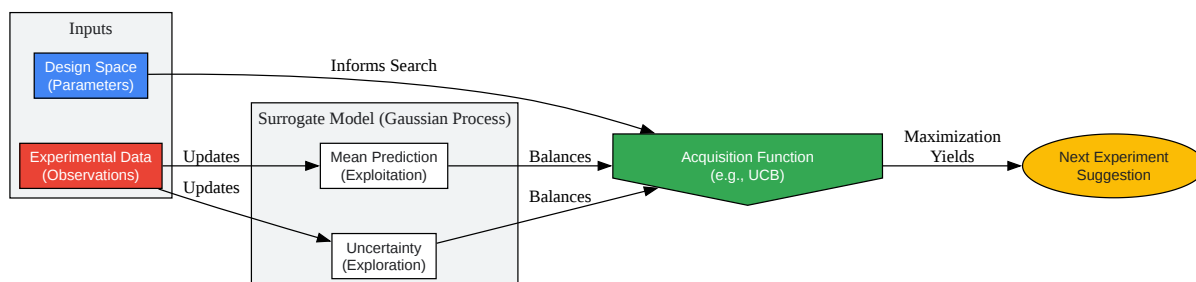 Inputs
Design Space
(Parameters)
Informs Search
Surrogate Model (Gaussian Process)
Experimental Data
(Observations)
Updates
Updates
Mean Prediction
(Exploitation)
Balances
Balances
Uncertainty
(Exploration)
Acquisition Function
(e.g., UCB)
Maximization
Yields
Next Experiment
Suggestion